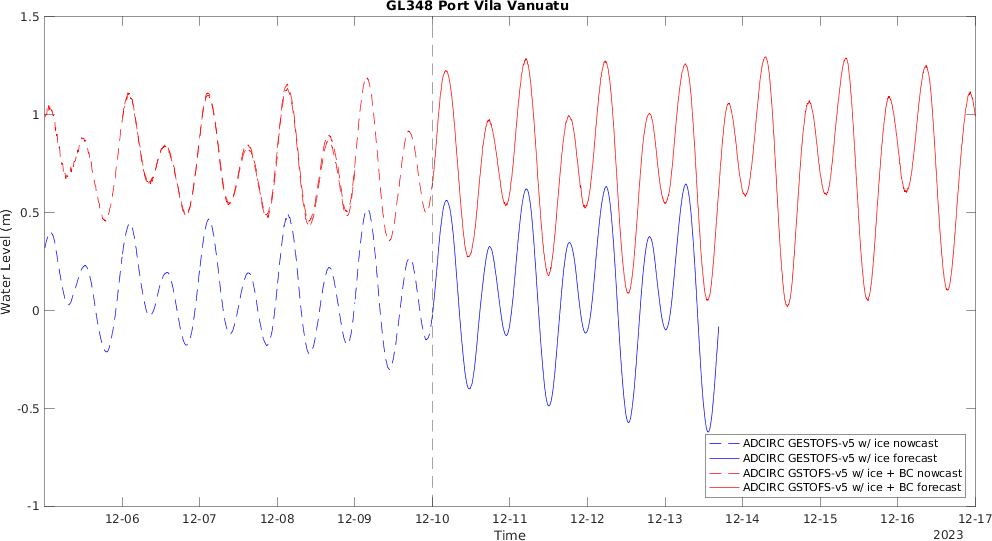 GL348 Port Vila Vanuatu
1.5
1
0.5
0
-0.5
-1
Water Level (m)
ADCIRC GESTOFS-v5 w/ ice nowcast
ADCIRC GESTOFS-v5 w/ ice forecast
ADCIRC GSTOFS-v5 w/ ice + BC nowcast
ADCIRC GSTOFS-v5 w/ ice + BC forecast
12-06 12-07 12-08 12-09 12-10 12-11 12-12 12-13 12-14 12-15 12-16 12-17
Time
2023